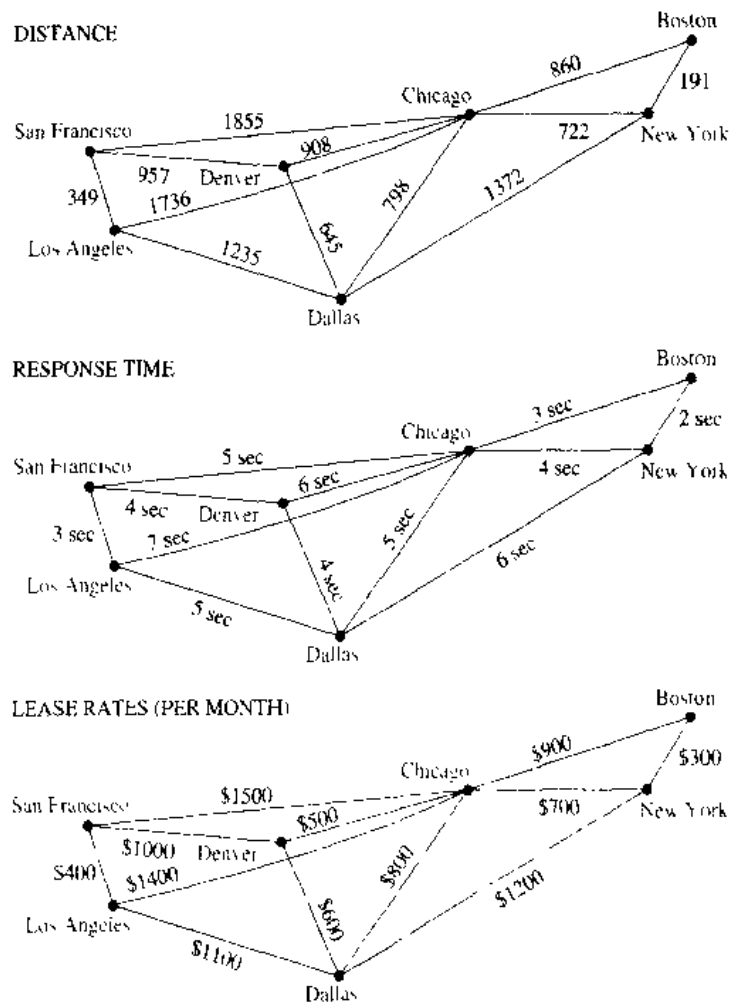 DISTANCE
Boston
860
191
Chicago
San Francisco
1855
722
New York
908
957
Denver
349
1736
798
1372
645
Los Angeles
1235
Dallas
RESPONSE TIME
Boston
3 sec
2 sec
Chicago
San Francisco
5 sec
4 sec
New York
6 sec
4 sec
Denver
3 sec
7 sec
5 sec
6 sec
4 sec
Los Angeles
5 sec
Dallas
LEASE RATES (PER MONTH)
Boston
$900
$300
Chicago
San Francisco
$1500
$700
New York
$500
$1000
Denver
$400
$1400
$800
$1200
$600
Los Angeles
$1100
Dallas